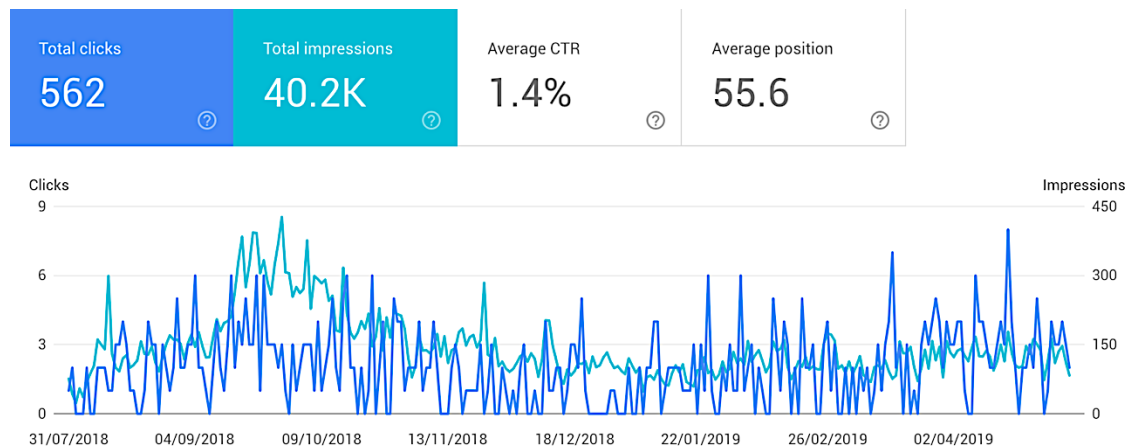 Total clicks
562
Total impressions
40.2K
Average CTR
1.4%
Average position
55.6
Clicks
Impressions
9
450
6
300
3
150
0
0
31/07/2018 04/09/2018 09/10/2018 13/11/2018 18/12/2018 22/01/2019 26/02/2019 02/04/2019